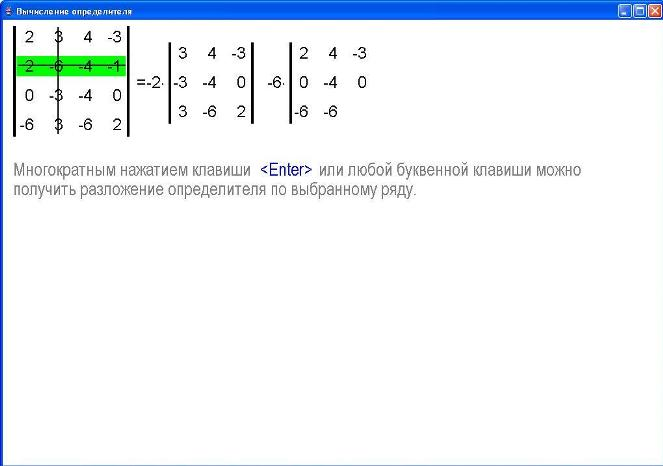 Вычисление определителя
2 3 4 -3
2 -6 -4 -1
0 -3 -4 0
-6 3 -6 2
=-2·
3 4 -3
-3 -4 0
3 -6 2
-6·
2 4 -3
0 -4 0
-6 -6
Многократным нажатием клавиши <Enter> или любой буквенной клавиши можно
получить разложение определителя по выбранному ряду.